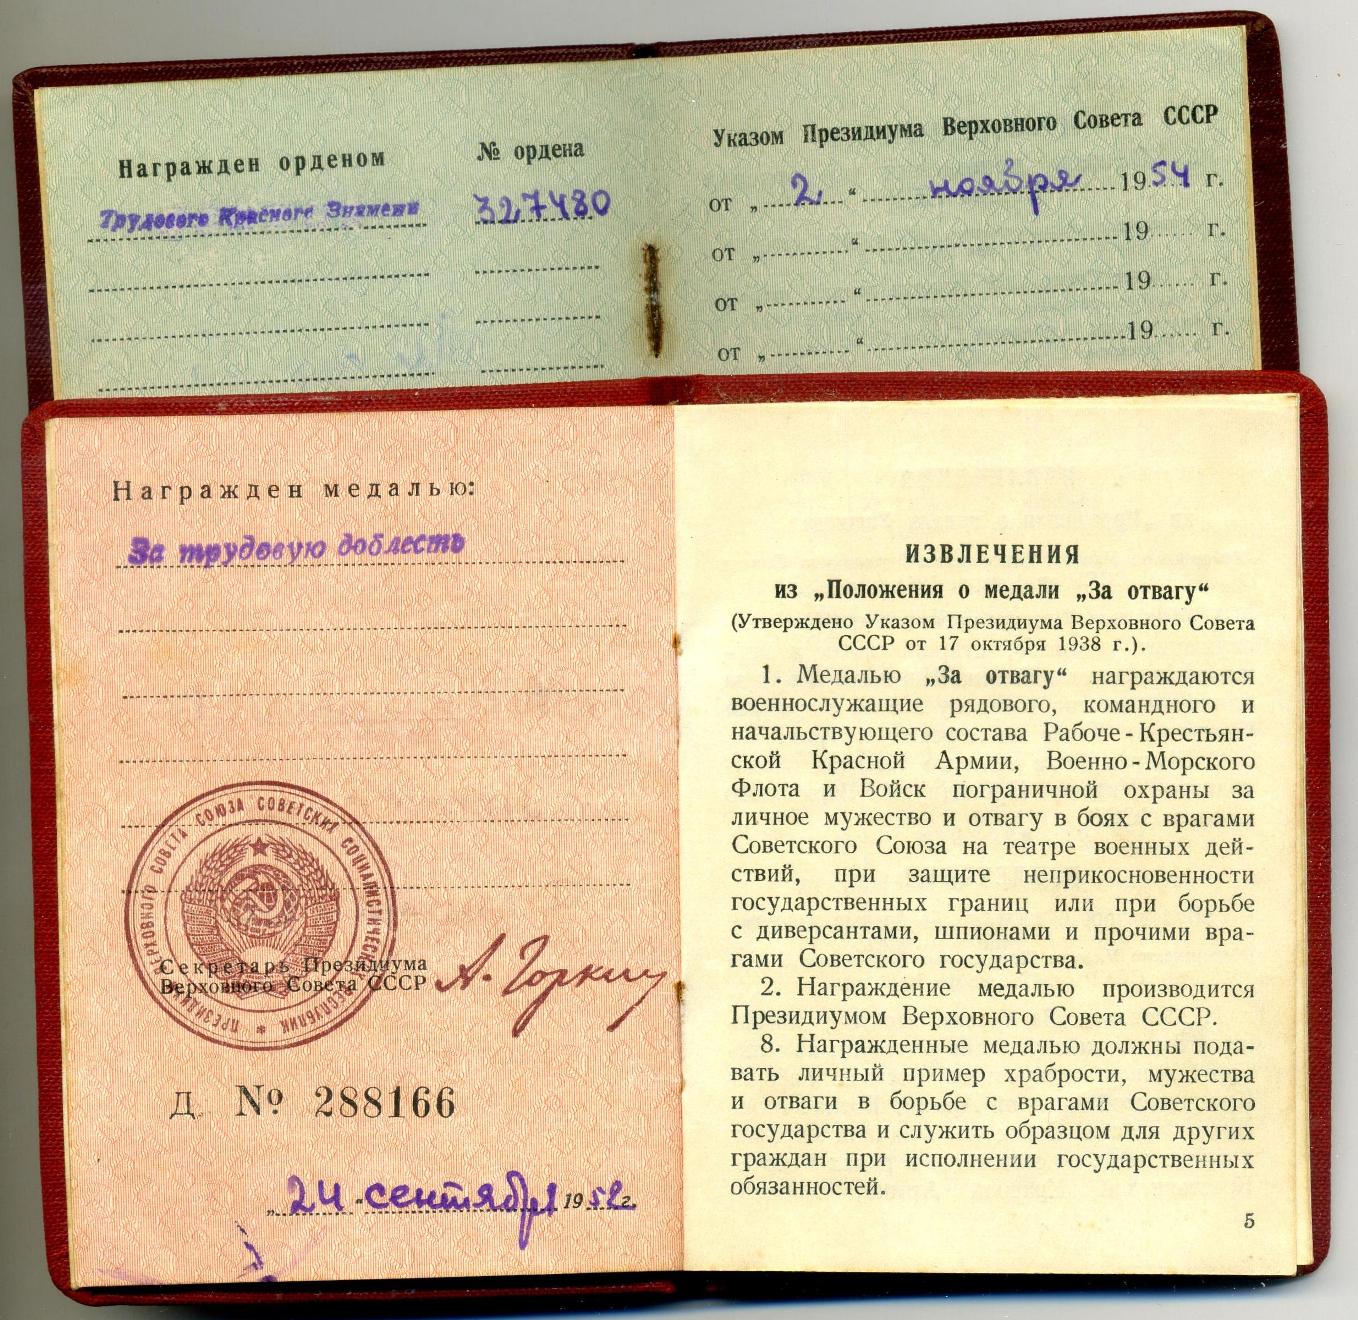 Награжден орденом № ордена
Трудового Красного Знамени 327480
Указом Президиума Верховного Совета СССР
от „ 2 “ ноября 1954 г.
от „ “ 19 г.
от „ “ 19 г.
от „ “ 19 г.
Награжден медалью:
За трудовую доблесть
ПРЕЗИДИУМ ВЕРХОВНОГО СОВЕТА СОЮЗА СОВЕТСКИХ СОЦИАЛИСТИЧЕСКИХ РЕСПУБЛИК *
Секретарь Президиума
Верховного Совета СССР А. Горкин
Д № 288166
„ 24 “ сентября 1952 г.
ИЗВЛЕЧЕНИЯ
из „Положения о медали „За отвагу“
(Утверждено Указом Президиума Верховного Совета
СССР от 17 октября 1938 г.).
1. Медалью „За отвагу“ награждаются
военнослужащие рядового, командного и
начальствующего состава Рабоче-Крестьян-
ской Красной Армии, Военно-Морского
Флота и Войск пограничной охраны за
личное мужество и отвагу в боях с врагами
Советского Союза на театре военных дей-
ствий, при защите неприкосновенности
государственных границ или при борьбе
с диверсантами, шпионами и прочими вра-
гами Советского государства.
2. Награждение медалью производится
Президиумом Верховного Совета СССР.
8. Награжденные медалью должны пода-
вать личный пример храбрости, мужества
и отваги в борьбе с врагами Советского
государства и служить образцом для других
граждан при исполнении государственных
обязанностей.
5